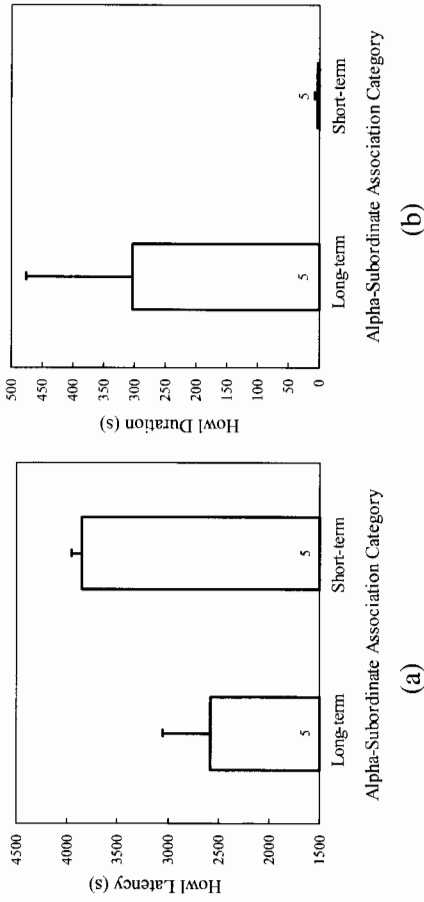 Howl Latency (s)
4500
4000
3500
3000
2500
2000
1500
5
5
Long-term
Short-term
Alpha-Subordinate Association Category
(a)
Howl Duration (s)
500
450
400
350
300
250
200
150
100
50
0
5
5
Long-term
Short-term
Alpha-Subordinate Association Category
(b)